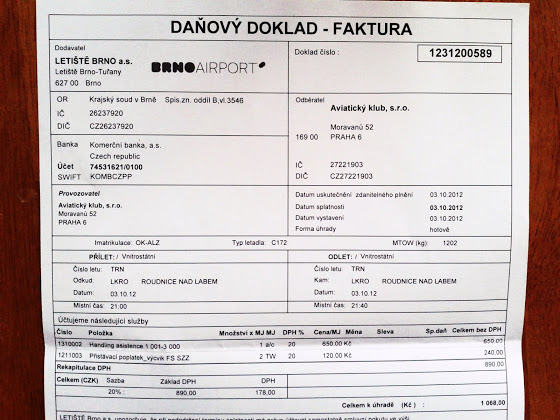 DAŇOVÝ DOKLAD - FAKTURA
Dodavatel
LETIŠTĚ BRNO a.s.
Letiště Brno-Tuřany
627 00 Brno
BRNOAIRPORT
Doklad číslo :
1231200589
OR Krajský soud v Brně Spis.zn. oddíl B,vl.3546
IČ 26237920
DIČ CZ26237920
Odběratel
Aviatický klub, s.r.o.
Moravanů 52
169 00 PRAHA 6
IČ 27221903
DIČ CZ27221903
Banka Komerční banka, a.s.
Czech republic
Účet 74531621/0100
SWIFT KOMBCZPP
Provozovatel
Aviatický klub, s.r.o.
Moravanů 52
PRAHA 6
Datum uskutečnění zdanitelného plnění 03.10.2012
Datum splatnosti 03.10.2012
Datum vystavení 03.10.2012
Forma úhrady hotově
Imatrikulace: OK-ALZ Typ letadla: C172 MTOW (kg): 1202
PŘÍLET: / Vnitrostátní
Číslo letu: TRN
Odkud: LKRO ROUDNICE NAD LABEM
Datum: 03.10.12
Místní čas: 21:00
ODLET: / Vnitrostátní
Číslo letu: TRN
Kam: LKRO ROUDNICE NAD LABEM
Datum: 03.10.12
Místní čas: 21:40
Účtujeme následující služby
Číslo Položka Množství x MJ MJ DPH % Cena/MJ Měna Sleva Sp.daň Celkem bez DPH
1310002 Handling asistence 1 001-3 000 1 a/c 20 650.00 Kč 650.00
1211003 Přistávací poplatek_výcvik FS SZZ 2 TW 20 120.00 Kč 240.00
Rekapitulace DPH 890.00
Celkem (CZK) Sazba Základ DPH DPH
20% : 890.00 178.00
Celkem k úhradě (Kč) : 1 068.00
LETIŠTĚ BRNO a.s. upozorňuje, že při